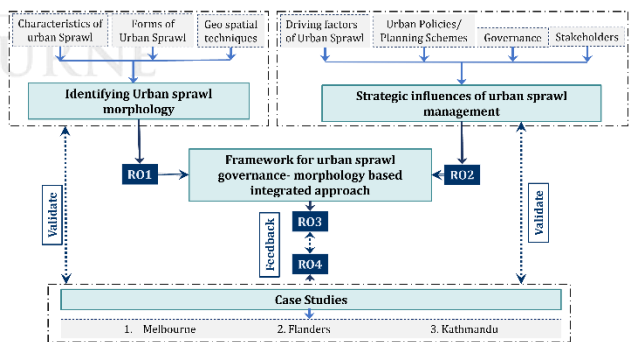 Characteristics of
urban Sprawl
Forms of
Urban Sprawl
Geo spatial
techniques
Driving factors
of Urban Sprawl
Urban Policies/
Planning Schemes
Governance
Stakeholders
URNE
Identifying Urban sprawl
morphology
Strategic influences of urban sprawl
management
RO1
Framework for urban sprawl
governance- morphology based
integrated approach
RO2
Validate
Validate
RO3
Feedback
RO4
Case Studies
1. Melbourne
2. Flanders
3. Kathmandu